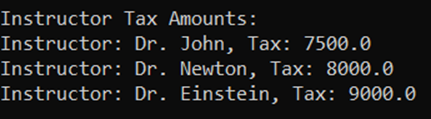 Instructor Tax Amounts:
Instructor: Dr. John, Tax: 7500.0
Instructor: Dr. Newton, Tax: 8000.0
Instructor: Dr. Einstein, Tax: 9000.0